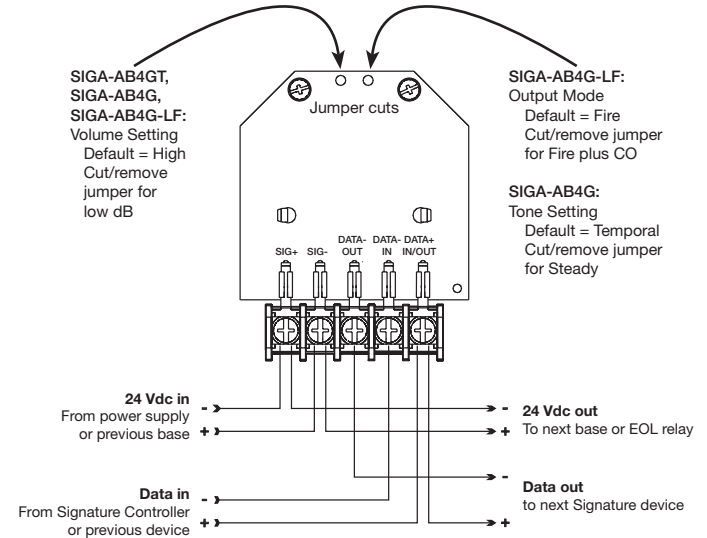 SIGA-AB4GT,
SIGA-AB4G,
SIGA-AB4G-LF:
Volume Setting
Default = High
Cut/remove
jumper for
low dB
Jumper cuts
SIGA-AB4G-LF:
Output Mode
Default = Fire
Cut/remove jumper
for Fire plus CO
SIGA-AB4G:
Tone Setting
Default = Temporal
Cut/remove jumper
for Steady
SIG+
SIG-
DATA-
OUT
DATA-
IN
DATA+
IN/OUT
24 Vdc in
From power supply
or previous base
-
+
-
+
24 Vdc out
To next base or EOL relay
Data in
From Signature Controller
or previous device
-
+
-
+
Data out
to next Signature device